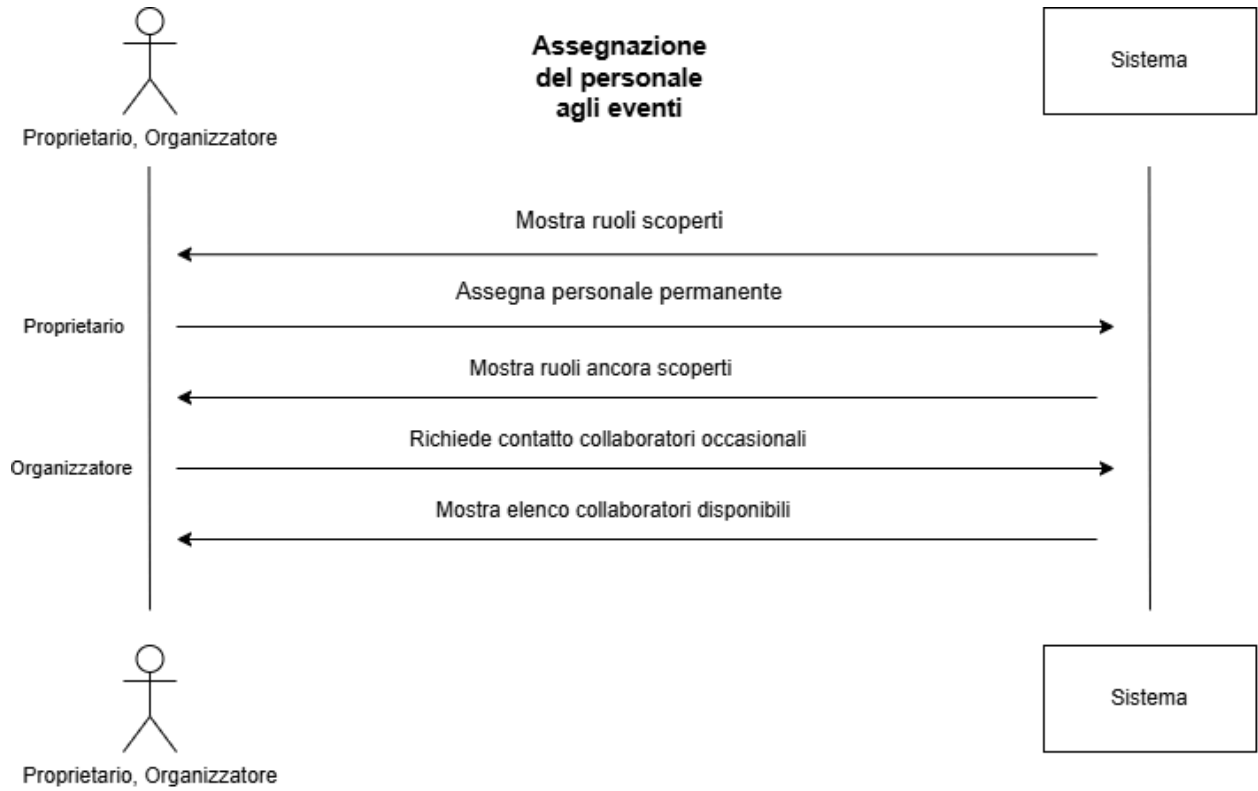 Assegnazione
del personale
agli eventi
Sistema
Proprietario, Organizzatore
Mostra ruoli scoperti
Assegna personale permanente
Proprietario
Mostra ruoli ancora scoperti
Richiede contatto collaboratori occasionali
Organizzatore
Mostra elenco collaboratori disponibili
Sistema
Proprietario, Organizzatore